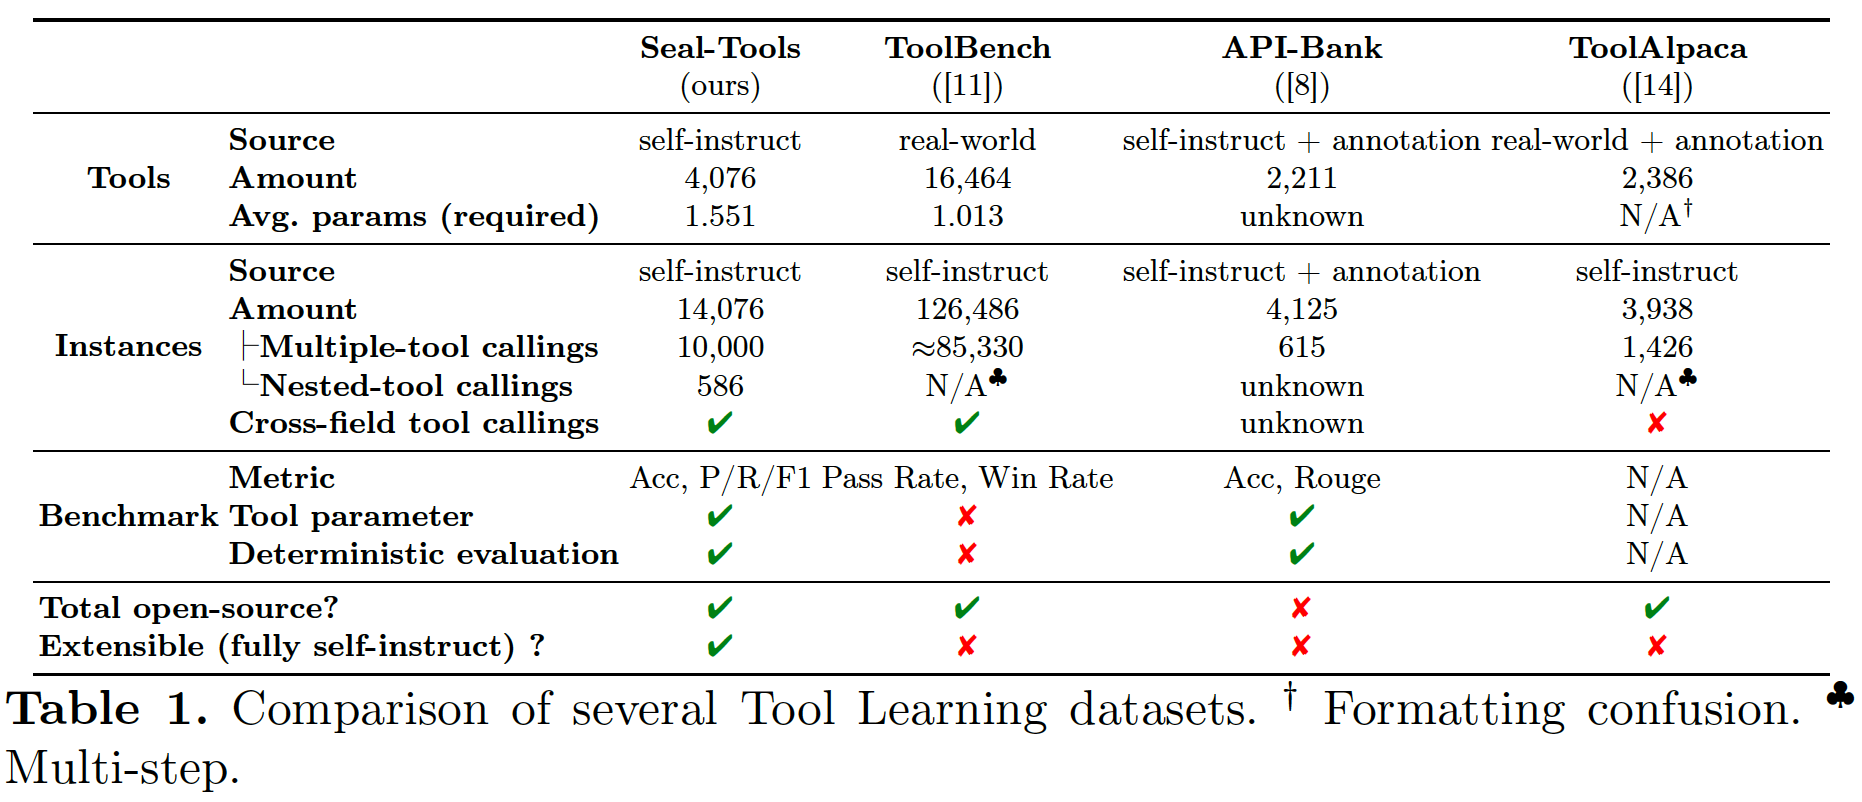 Seal-Tools ToolBench API-Bank ToolAlpaca
(ours) ([11]) ([8]) ([14])
Source self-instruct real-world self-instruct + annotation real-world + annotation
Tools Amount 4,076 16,464 2,211 2,386
Avg. params (required) 1.551 1.013 unknown N/A†
Source self-instruct self-instruct self-instruct + annotation self-instruct
Amount 14,076 126,486 4,125 3,938
Instances ├Multiple-tool callings 10,000 ≈85,330 615 1,426
└Nested-tool callings 586 N/A♣ unknown N/A♣
Cross-field tool callings ✔ ✔ unknown ✘
Metric Acc, P/R/F1 Pass Rate, Win Rate Acc, Rouge N/A
Benchmark Tool parameter ✔ ✘ ✔ N/A
Deterministic evaluation ✔ ✘ ✔ N/A
Total open-source? ✔ ✔ ✘ ✔
Extensible (fully self-instruct) ? ✔ ✘ ✘ ✘
Table 1. Comparison of several Tool Learning datasets. † Formatting confusion. ♣
Multi-step.